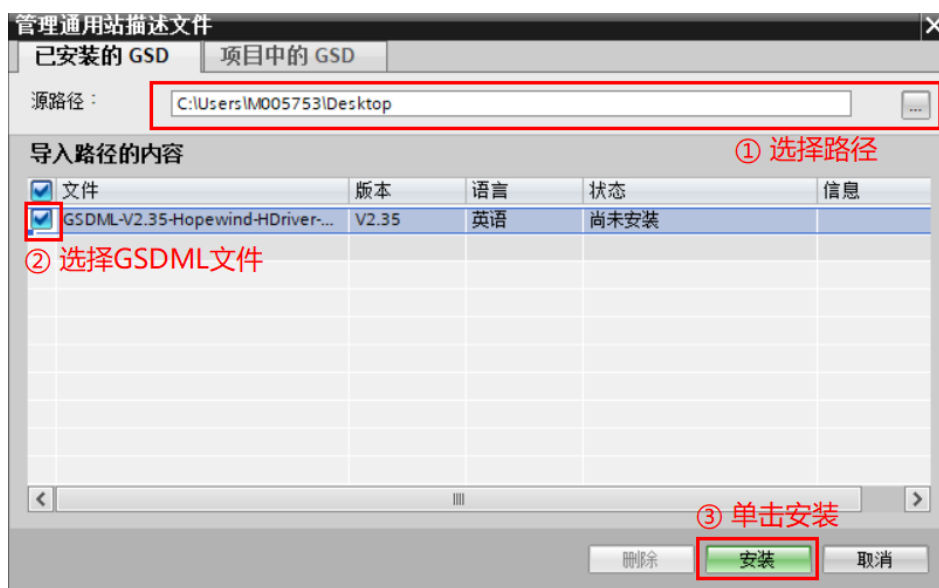 管理通用站描述文件
已安装的 GSD 项目中的 GSD
源路径： C:\Users\M005753\Desktop ...
① 选择路径
导入路径的内容
文件 版本 语言 状态 信息
GSDML-V2.35-Hopewind-HDriver-... V2.35 英语 尚未安装
② 选择GSDML文件
③ 单击安装
删除 安装 取消